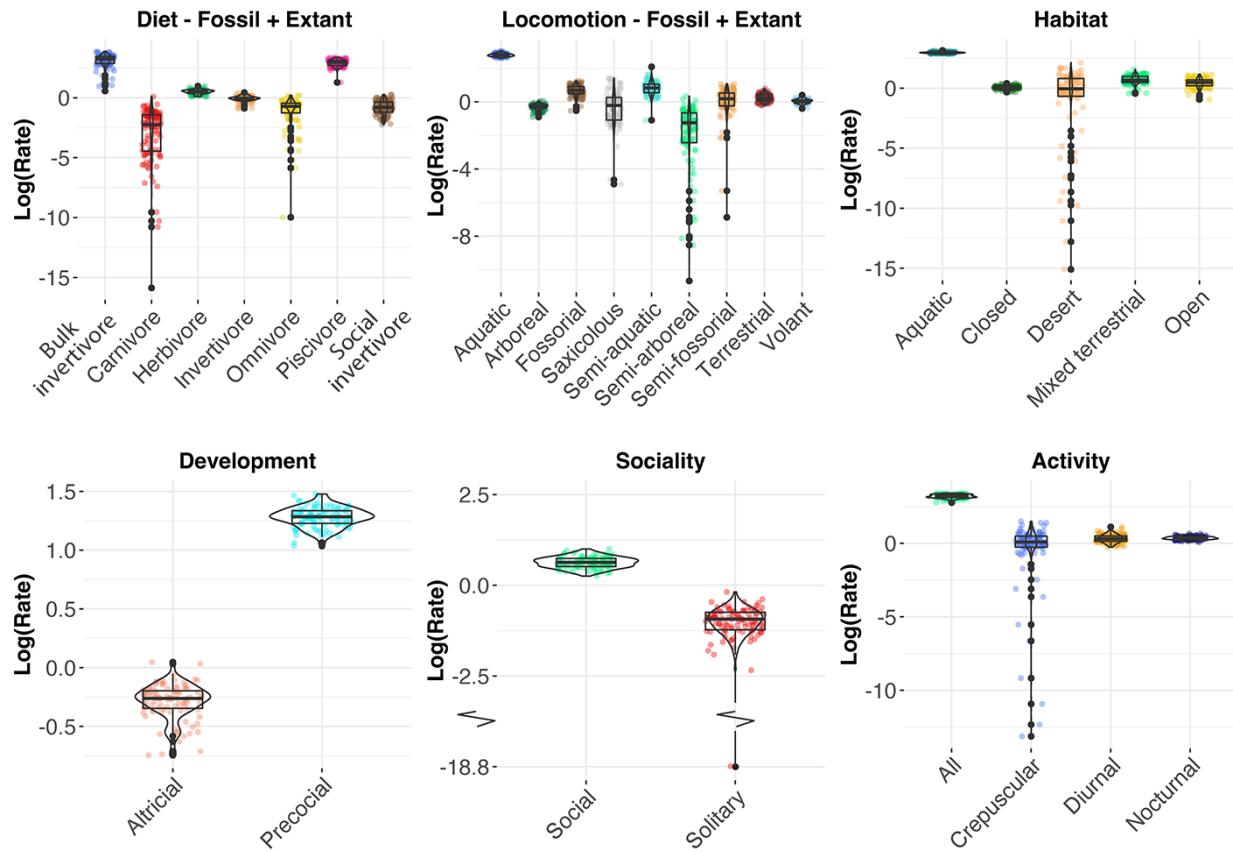 Diet - Fossil + Extant
Log(Rate)
0
-5
-10
-15
Bulk
invertivore
Carnivore
Herbivore
Invertivore
Omnivore
Piscivore
Social
invertivore
Locomotion - Fossil + Extant
Log(Rate)
0
-4
-8
Aquatic
Arboreal
Fossorial
Saxicolous
Semi-aquatic
Semi-arboreal
Semi-fossorial
Terrestrial
Volant
Habitat
Log(Rate)
0
-5
-10
-15
Aquatic
Closed
Desert
Mixed terrestrial
Open
Development
Log(Rate)
1.5
1.0
0.5
0.0
-0.5
Altricial
Precocial
Sociality
Log(Rate)
2.5
0.0
-2.5
-18.8
Social
Solitary
Activity
Log(Rate)
0
-5
-10
All
Crepuscular
Diurnal
Nocturnal